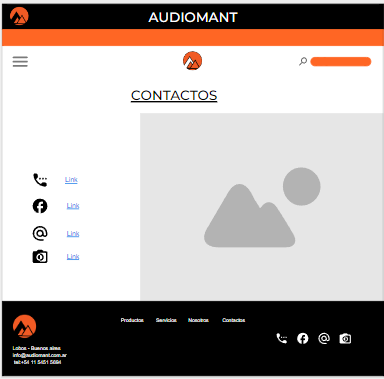 AUDIOMANT
CONTACTOS
Link
Link
Link
Link
Productos Servicios Nosotros Contactos
Lobos - Buenos aires
info@audiomant.com.ar
tel:+54 11 5451 5694